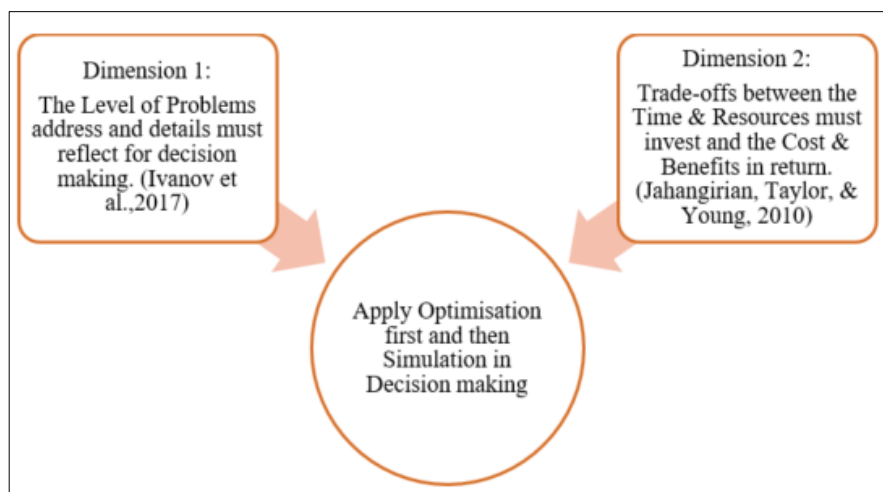 Dimension 1:
The Level of Problems
address and details must
reflect for decision
making. (Ivanov et
al.,2017)
Dimension 2:
Trade-offs between the
Time & Resources must
invest and the Cost &
Benefits in return.
(Jahangirian, Taylor, &
Young, 2010)
Apply Optimisation
first and then
Simulation in
Decision making